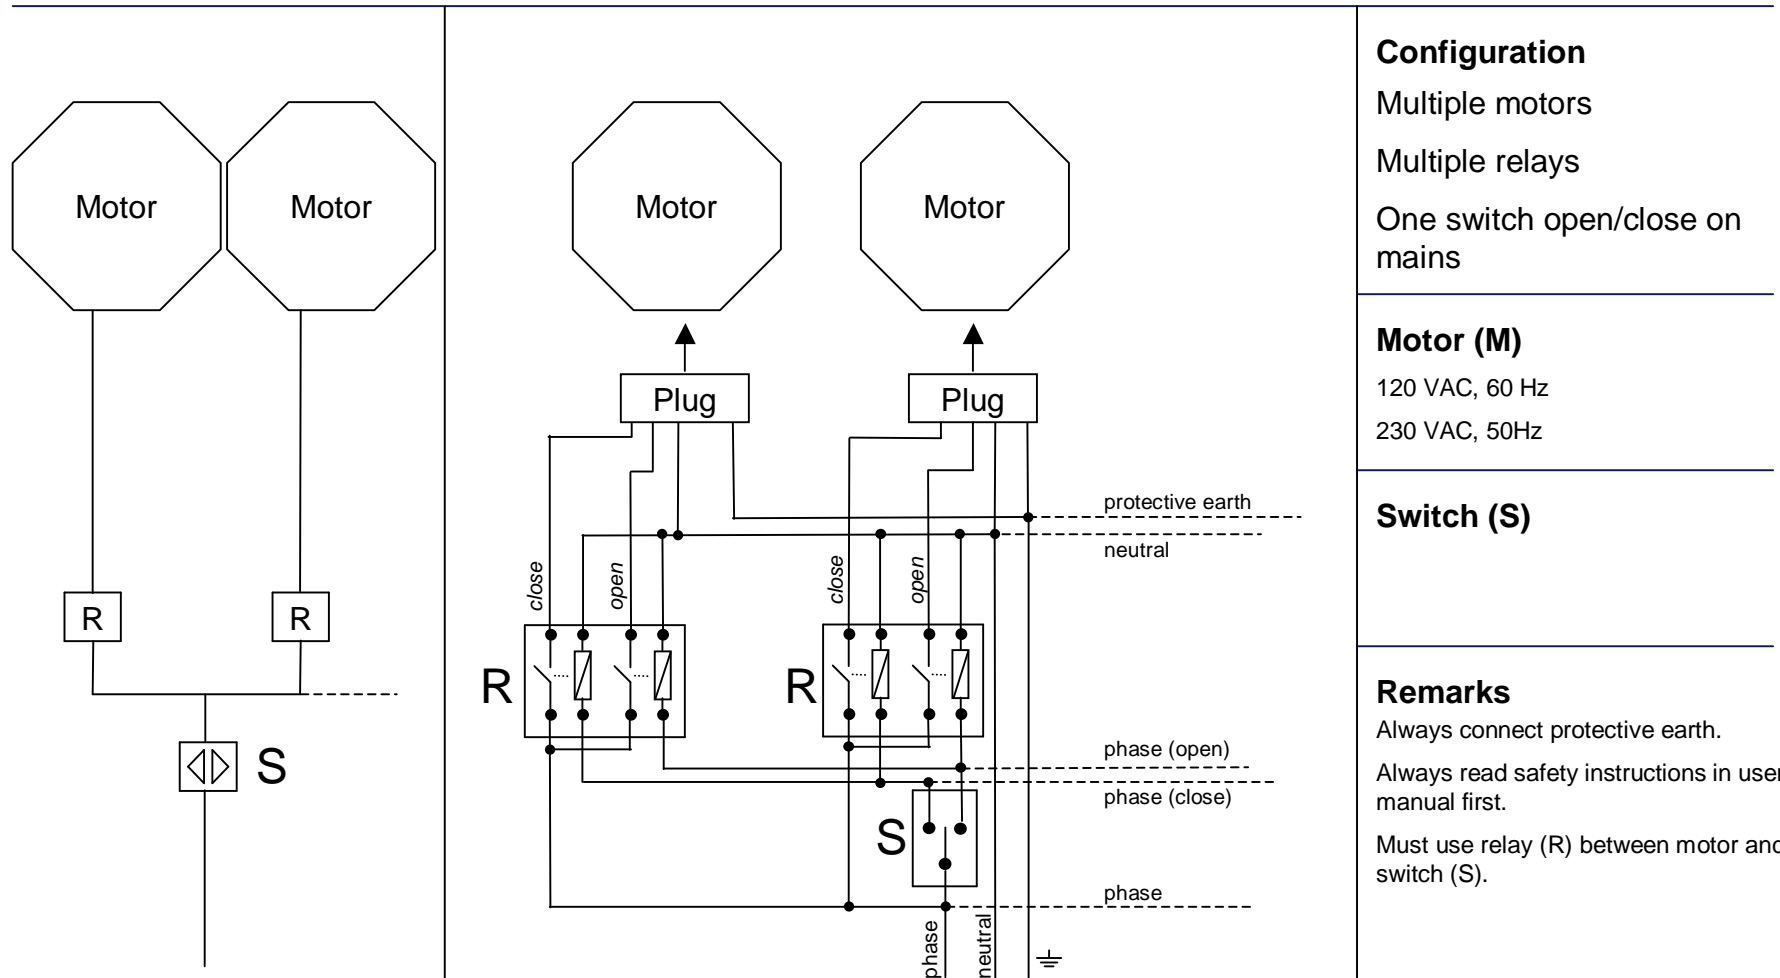 Motor
Motor
R
R
S
Motor
Motor
Plug
Plug
protective earth
neutral
close
open
close
open
R
R
phase (open)
phase (close)
S
phase
phase
neutral
Configuration
Multiple motors
Multiple relays
One switch open/close on
mains
Motor (M)
120 VAC, 60 Hz
230 VAC, 50Hz
Switch (S)
Remarks
Always connect protective earth.
Always read safety instructions in user
manual first.
Must use relay (R) between motor and
switch (S).